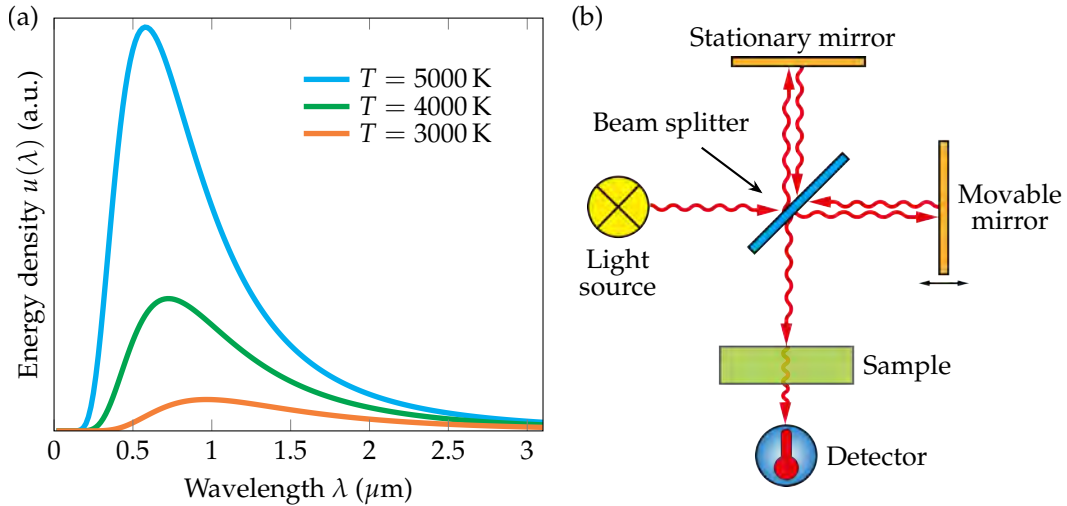 (a)
Energy density u(λ) (a.u.)
T = 5000 K
T = 4000 K
T = 3000 K
0 0.5 1 1.5 2 2.5 3
Wavelength λ (μm)
(b)
Stationary mirror
Beam splitter
Light
source
Movable
mirror
Sample
Detector